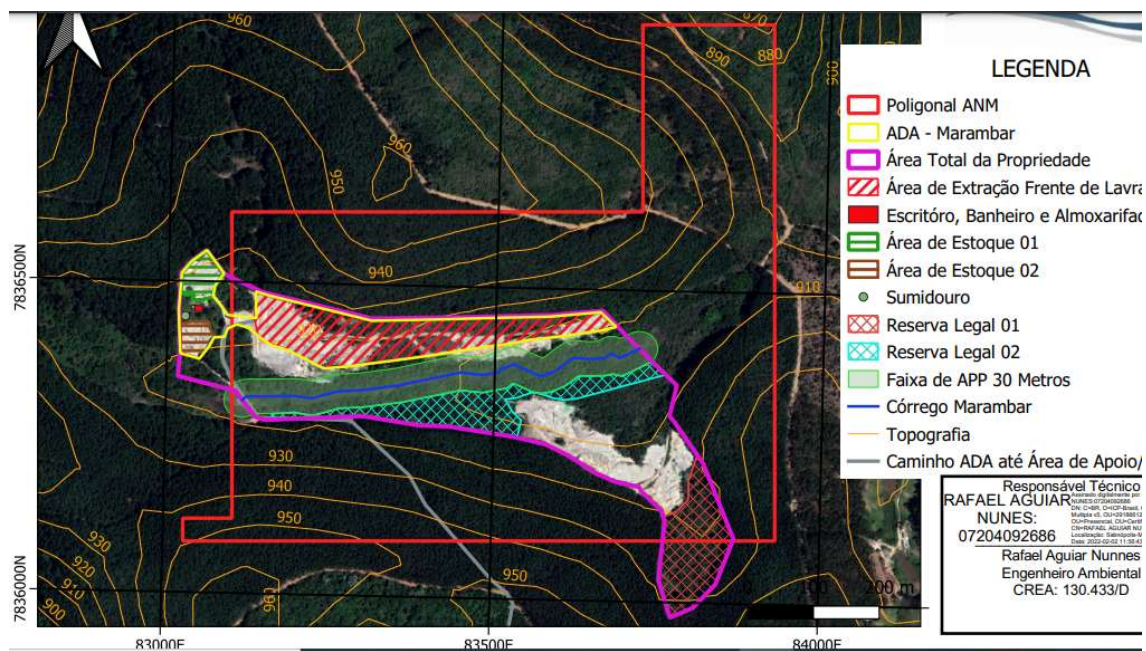 LEGENDA
Poligonal ANM
ADA - Marambar
Área Total da Propriedade
Área de Extração Frente de Lavra
Escritóro, Banheiro e Almoxarifad
Área de Estoque 01
Área de Estoque 02
Sumidouro
Reserva Legal 01
Reserva Legal 02
Faixa de APP 30 Metros
Córrego Marambar
Topografia
Caminho ADA até Área de Apoio/
Responsável Técnico
RAFAEL AGUIAR
NUNES:
07204092686
Rafael Aguiar Nunnes
Engenheiro Ambiental
CREA: 130.433/D
960
960
950
940
870
880
890
900
910
930
940
950
930
920
910
900
960
950
7836500N
7836000N
83000E
83500E
84000E
100
200 m